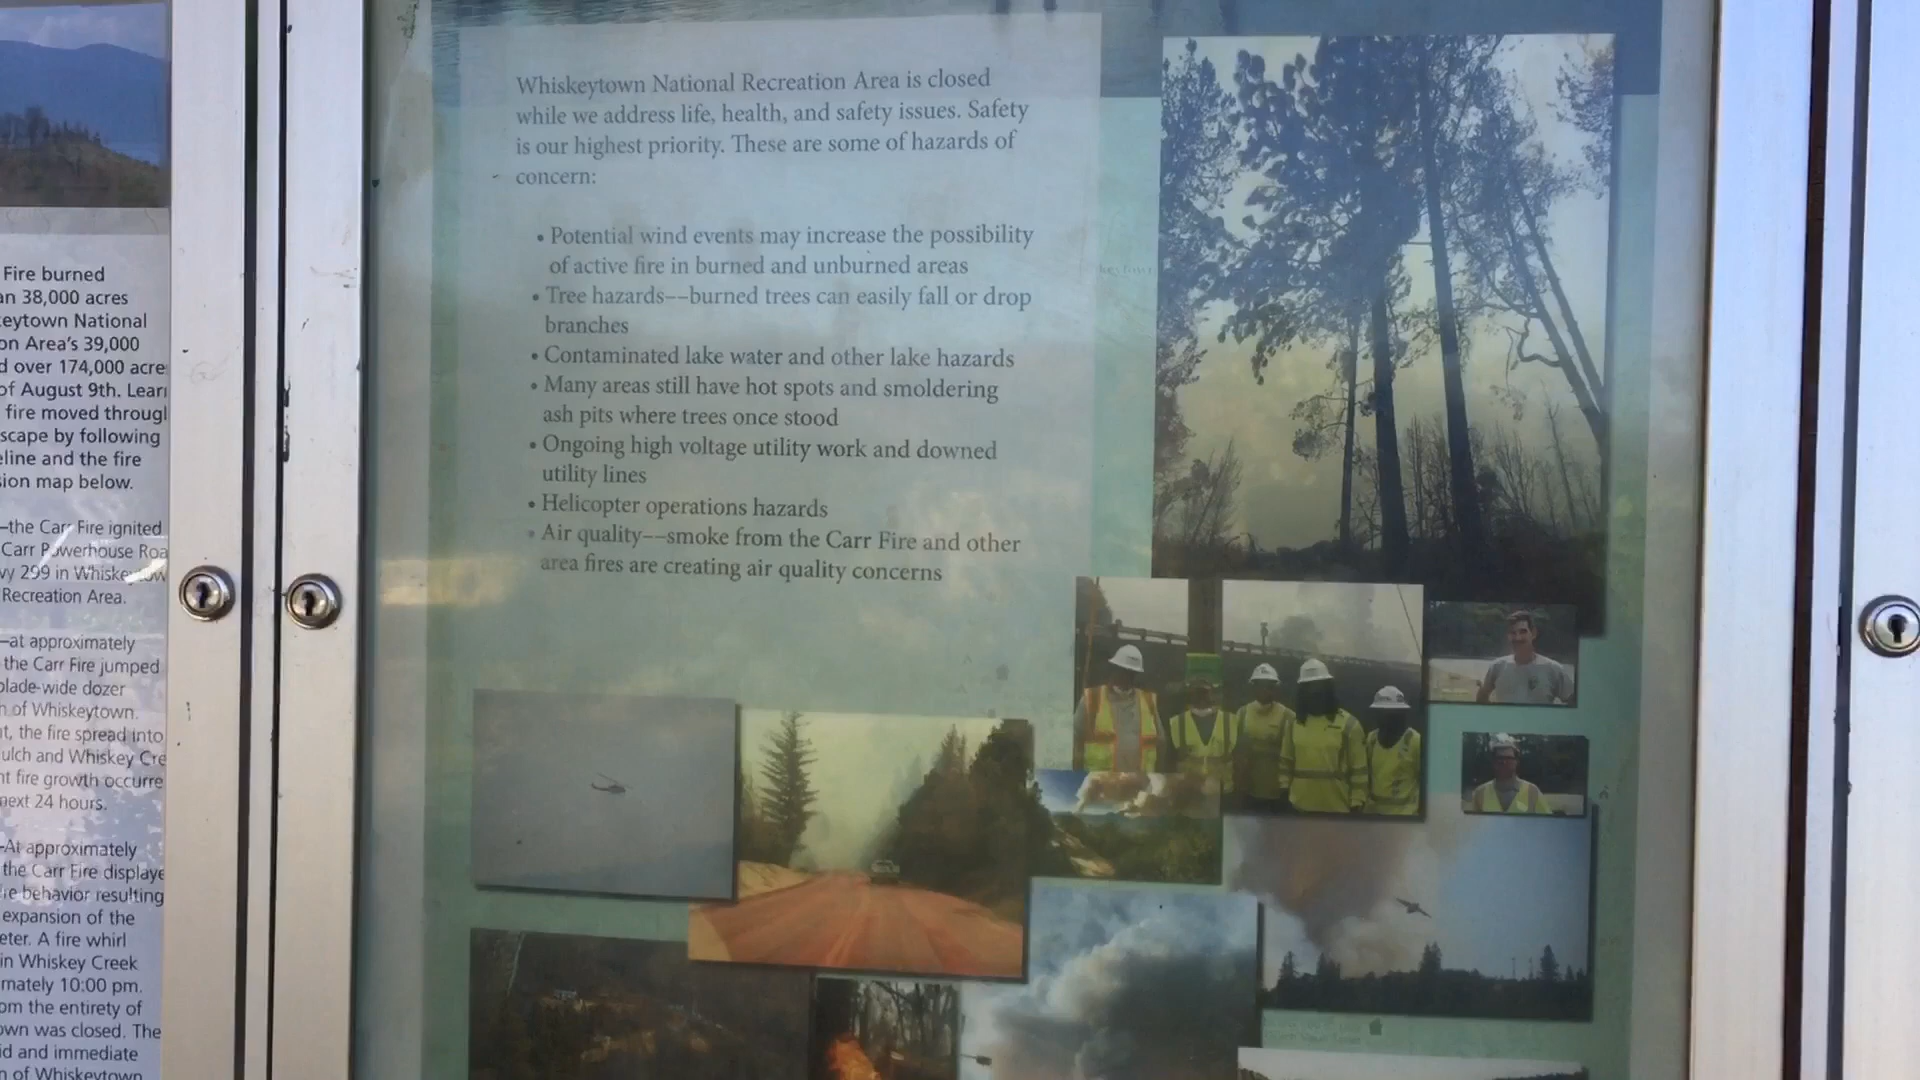 Fire burned
an 38,000 acres
keytown National
on Area's 39,000
d over 174,000 acre
of August 9th. Learn
fire moved through
scape by following
eline and the fire
sion map below.
—the Carr Fire ignited
Carr Powerhouse Roa
wy 299 in Whiskeytow
Recreation Area.
—at approximately
the Carr Fire jumped
blade-wide dozer
n of Whiskeytown.
t, the fire spread into
ulch and Whiskey Cre
nt fire growth occurre
next 24 hours.
—At approximately
the Carr Fire displaye
re behavior resulting
expansion of the
eter. A fire whirl
in Whiskey Creek
mately 10:00 pm.
om the entirety of
own was closed. The
id and immediate
n of Whiskeytown
Whiskeytown National Recreation Area is closed
while we address life, health, and safety issues. Safety
is our highest priority. These are some of hazards of
concern:
• Potential wind events may increase the possibility
of active fire in burned and unburned areas
• Tree hazards--burned trees can easily fall or drop
branches
• Contaminated lake water and other lake hazards
• Many areas still have hot spots and smoldering
ash pits where trees once stood
• Ongoing high voltage utility work and downed
utility lines
• Helicopter operations hazards
• Air quality--smoke from the Carr Fire and other
area fires are creating air quality concerns